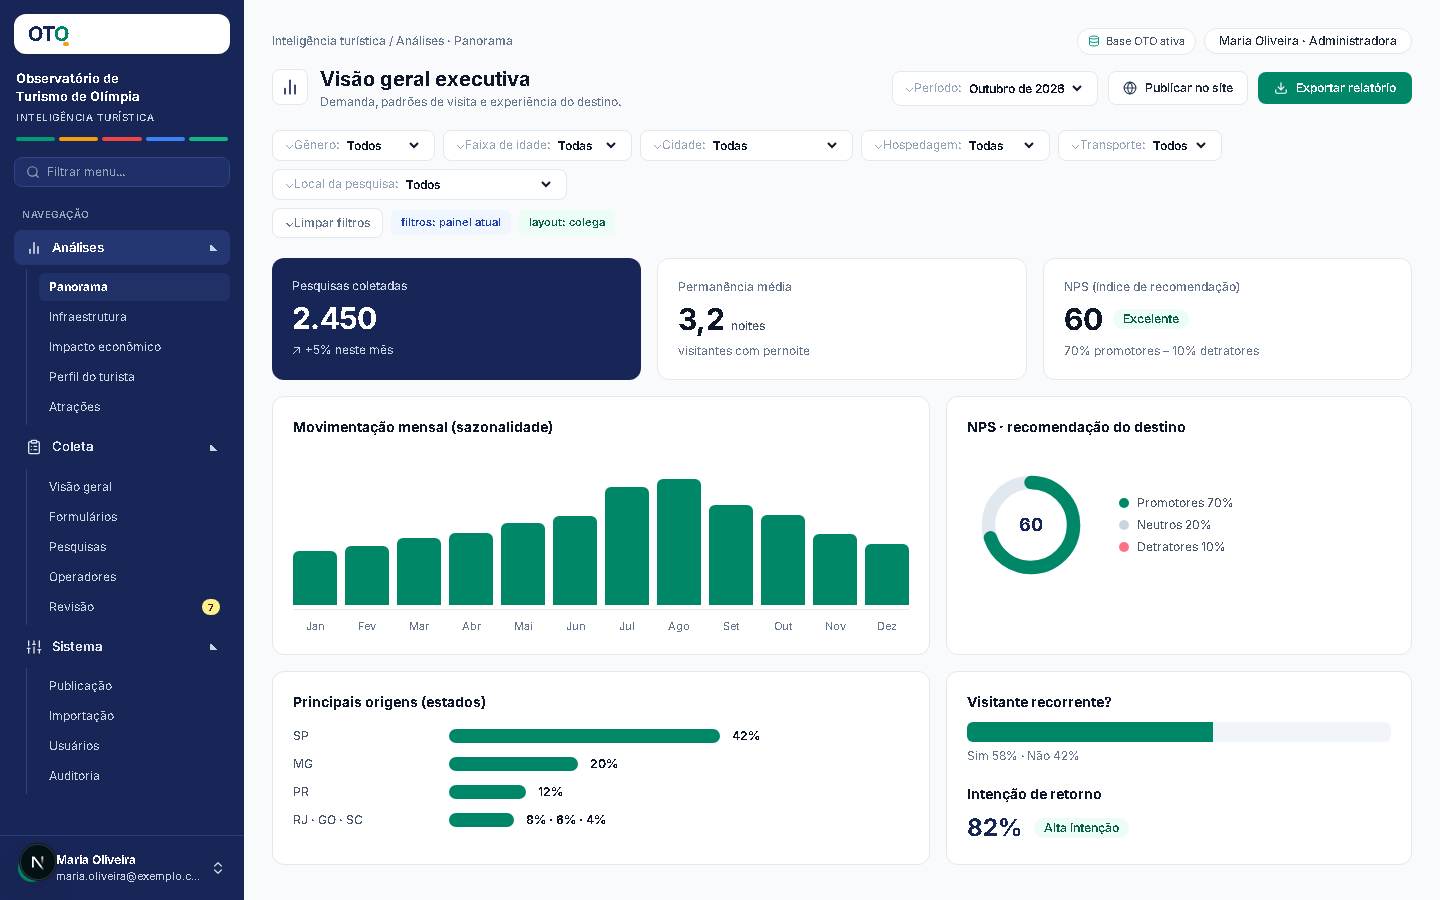 OTO
Observatório de
Turismo de Olímpia
INTELIGÊNCIA TURÍSTICA
Filtrar menu...
NAVEGAÇÃO
Análises
Panorama
Infraestrutura
Impacto econômico
Perfil do turista
Atrações
Coleta
Visão geral
Formulários
Pesquisas
Operadores
Revisão 7
Sistema
Publicação
Importação
Usuários
Auditoria
N
Maria Oliveira
maria.oliveira@exemplo.c...
Inteligência turística / Análises · Panorama
Base OTO ativa
Maria Oliveira · Administradora
Visão geral executiva
Demanda, padrões de visita e experiência do destino.
Período: Outubro de 2026
Publicar no site
Exportar relatório
Gênero: Todos
Faixa de idade: Todas
Cidade: Todas
Hospedagem: Todas
Transporte: Todos
Local da pesquisa: Todos
Limpar filtros
filtros: painel atual
layout: colega
Pesquisas coletadas
2.450
↗ +5% neste mês
Permanência média
3,2 noites
visitantes com pernoite
NPS (índice de recomendação)
60 Excelente
70% promotores – 10% detratores
Movimentação mensal (sazonalidade)
Jan Fev Mar Abr Mai Jun Jul Ago Set Out Nov Dez
NPS · recomendação do destino
60
Promotores 70%
Neutros 20%
Detratores 10%
Principais origens (estados)
SP 42%
MG 20%
PR 12%
RJ · GO · SC 8% · 6% · 4%
Visitante recorrente?
Sim 58% · Não 42%
Intenção de retorno
82% Alta intenção